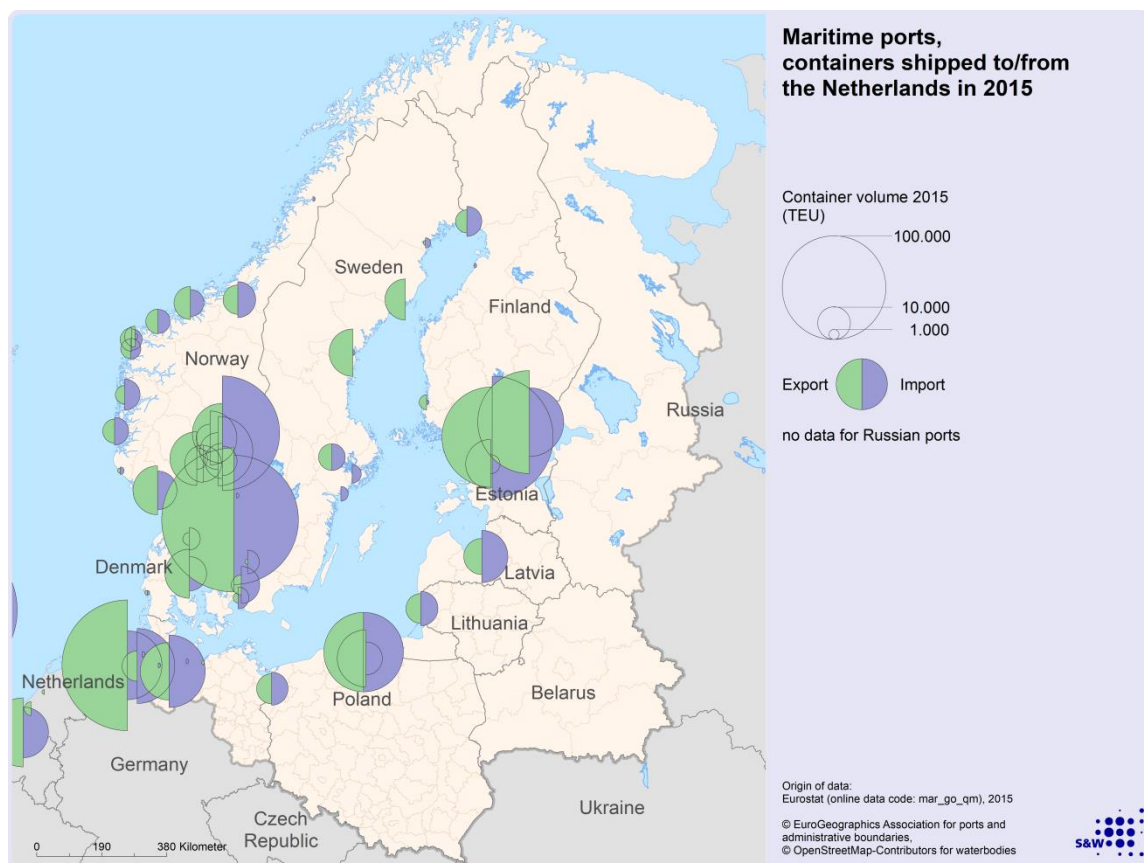 Maritime ports,
containers shipped to/from
the Netherlands in 2015
Container volume 2015
(TEU)
100.000
10.000
1.000
Export
Import
no data for Russian ports
Sweden
Finland
Norway
Russia
Estonia
Denmark
Latvia
Lithuania
Netherlands
Poland
Belarus
Germany
Ukraine
Czech
Republic
0 190 380 Kilometer
Origin of data:
Eurostat (online data code: mar_go_qm), 2015
© EuroGeographics Association for ports and
administrative boundaries,
© OpenStreetMap-Contributors for waterbodies
S&W